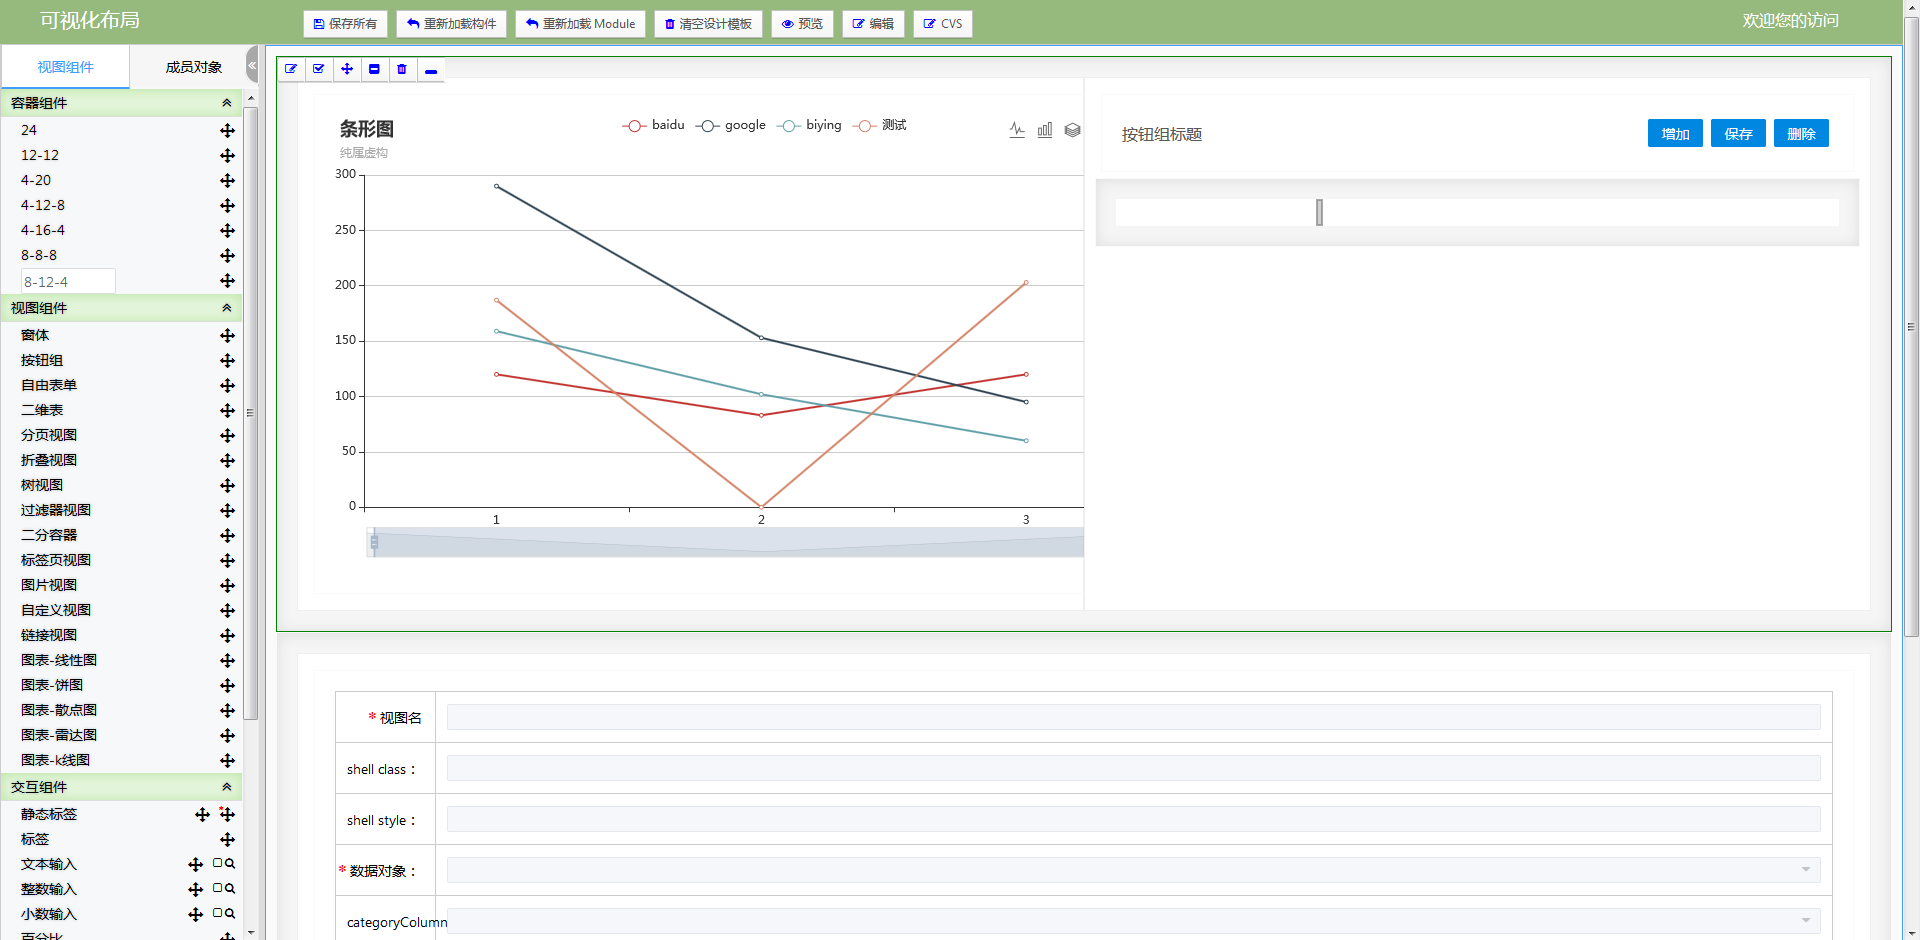 可视化布局
保存所有
重新加载构件
重新加载 Module
清空设计模板
预览
编辑
CVS
欢迎您的访问
视图组件
成员对象
容器组件
24
12-12
4-20
4-12-8
4-16-4
8-8-8
8-12-4
视图组件
窗体
按钮组
自由表单
二维表
分页视图
折叠视图
树视图
过滤器视图
二分容器
标签页视图
图片视图
自定义视图
链接视图
图表-线性图
图表-饼图
图表-散点图
图表-雷达图
图表-k线图
交互组件
静态标签
标签
文本输入
整数输入
小数输入
百分比
条形图
纯属虚构
baidu
google
biying
测试
300
250
200
150
100
50
0
1
2
3
按钮组标题
增加
保存
删除
* 视图名
shell class：
shell style：
* 数据对象：
categoryColumn